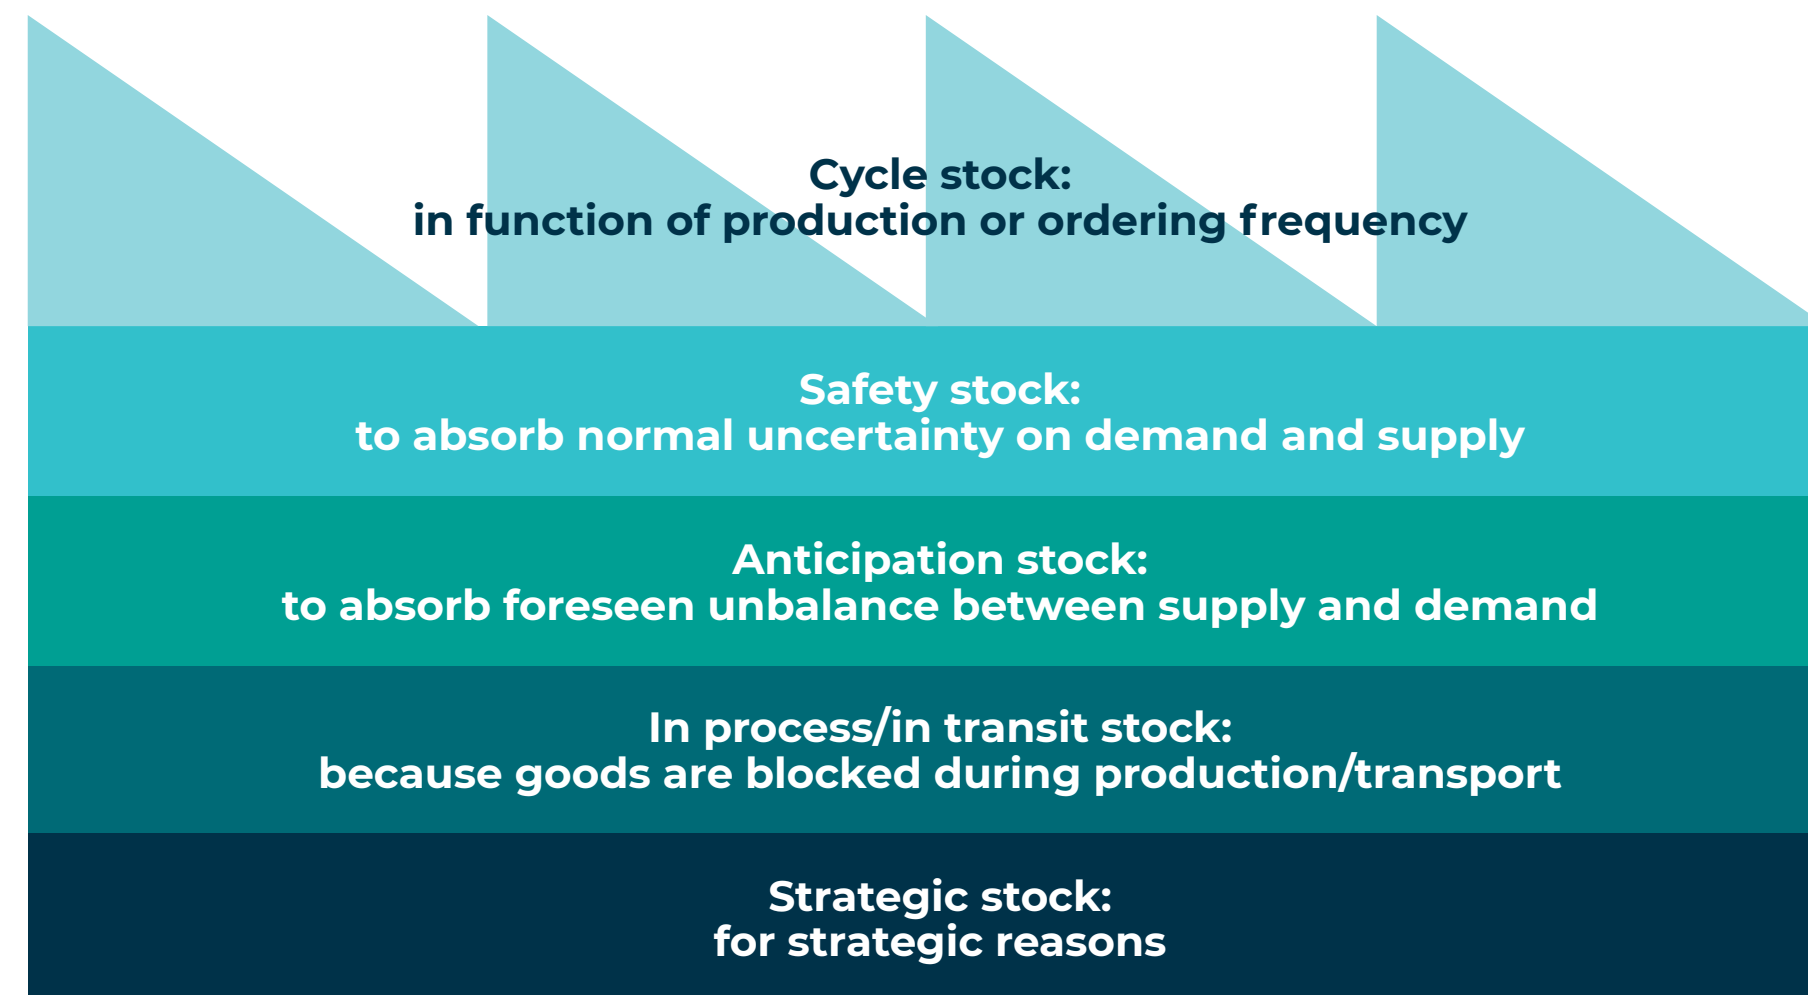 Cycle stock:
in function of production or ordering frequency
Safety stock:
to absorb normal uncertainty on demand and supply
Anticipation stock:
to absorb foreseen unbalance between supply and demand
In process/in transit stock:
because goods are blocked during production/transport
Strategic stock:
for strategic reasons